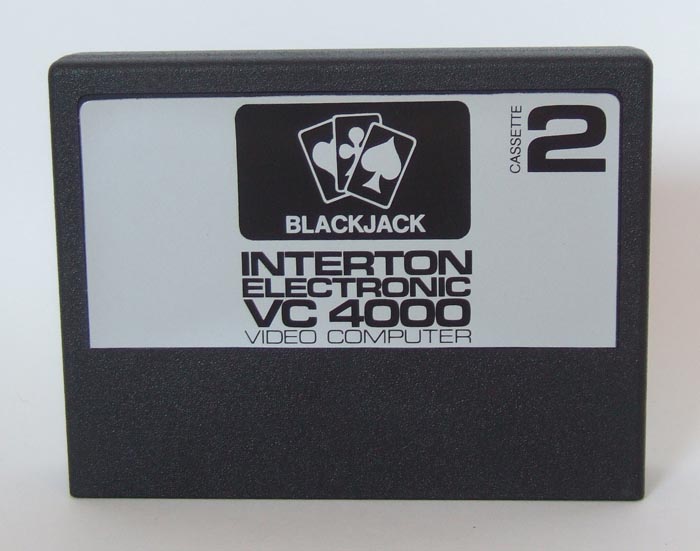 CASSETTE 2
BLACKJACK
INTERTON
ELECTRONIC
VC 4000
VIDEO COMPUTER